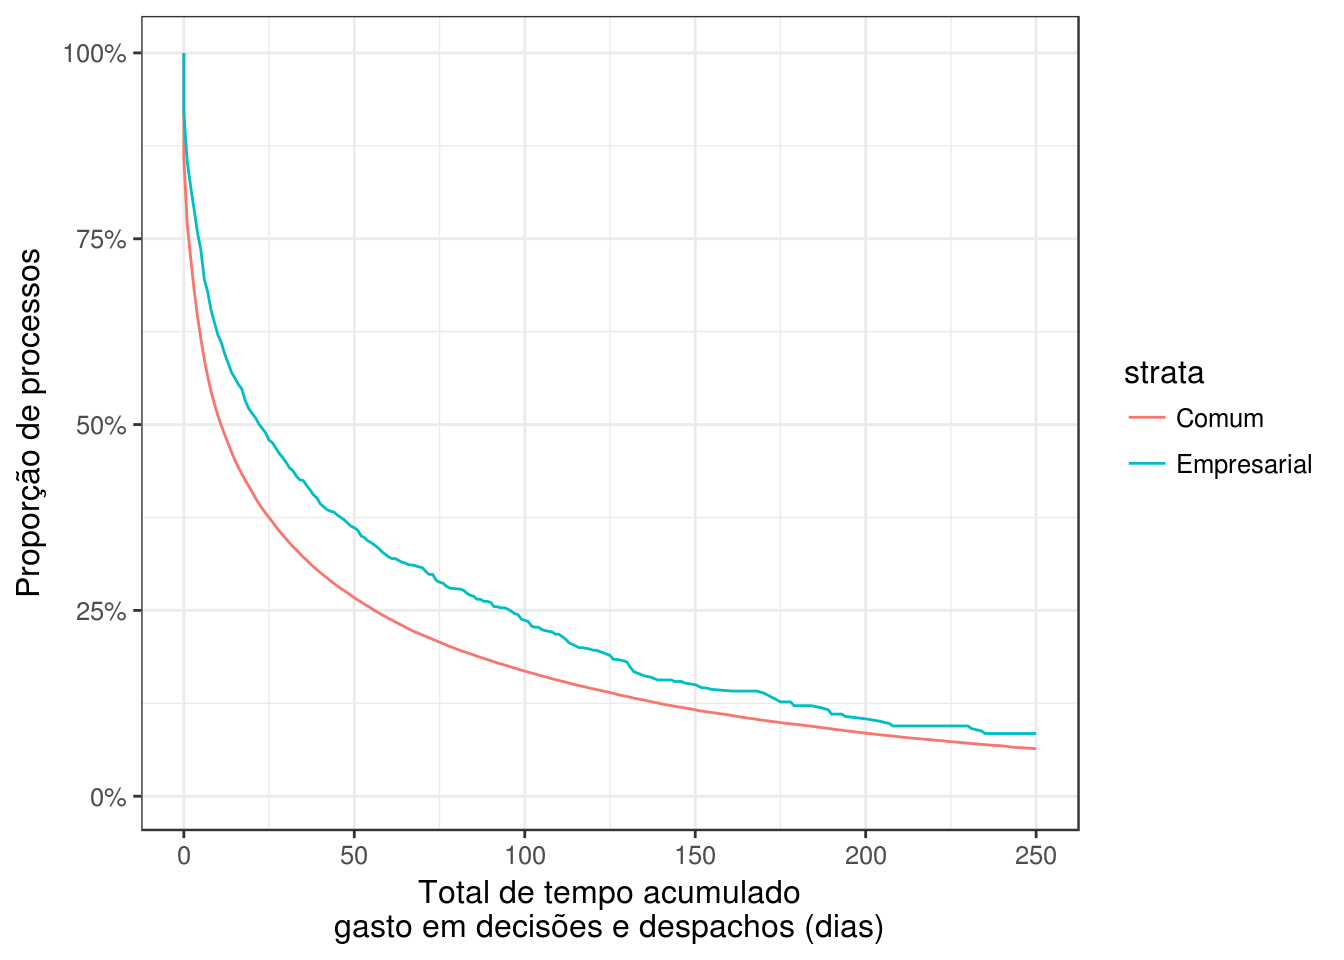 100%
75%
50%
25%
0%
Proporção de processos
0 50 100 150 200 250
Total de tempo acumulado
gasto em decisões e despachos (dias)
strata
Comum
Empresarial